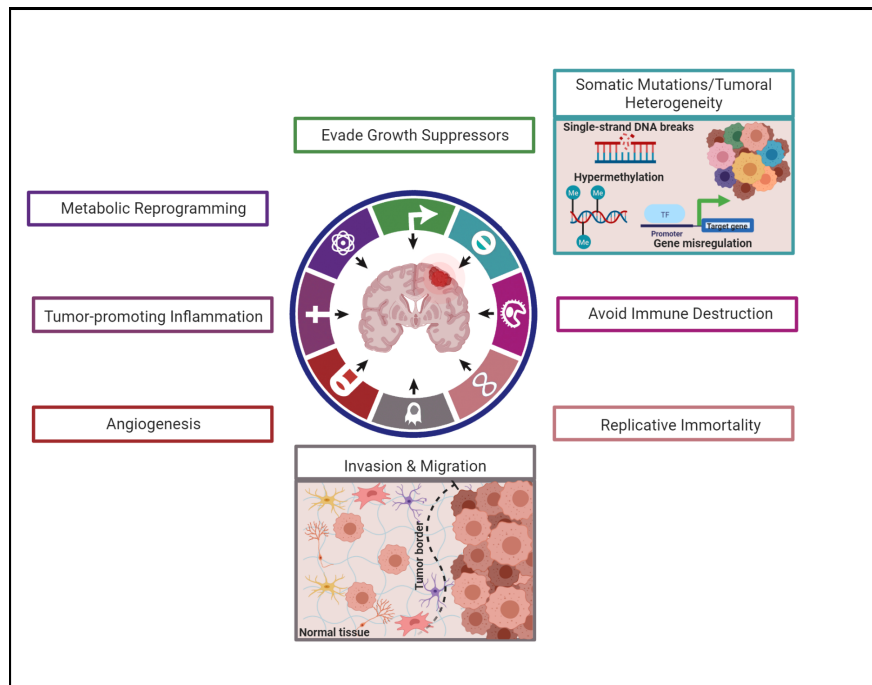 Somatic Mutations/Tumoral
Heterogeneity
Evade Growth Suppressors
Single-strand DNA breaks
Hypermethylation
Me
Me
Me
TF
Promoter
Target gene
Gene misregulation
Metabolic Reprogramming
Tumor-promoting Inflammation
Avoid Immune Destruction
Angiogenesis
Replicative Immortality
Invasion & Migration
Tumor border
Normal tissue